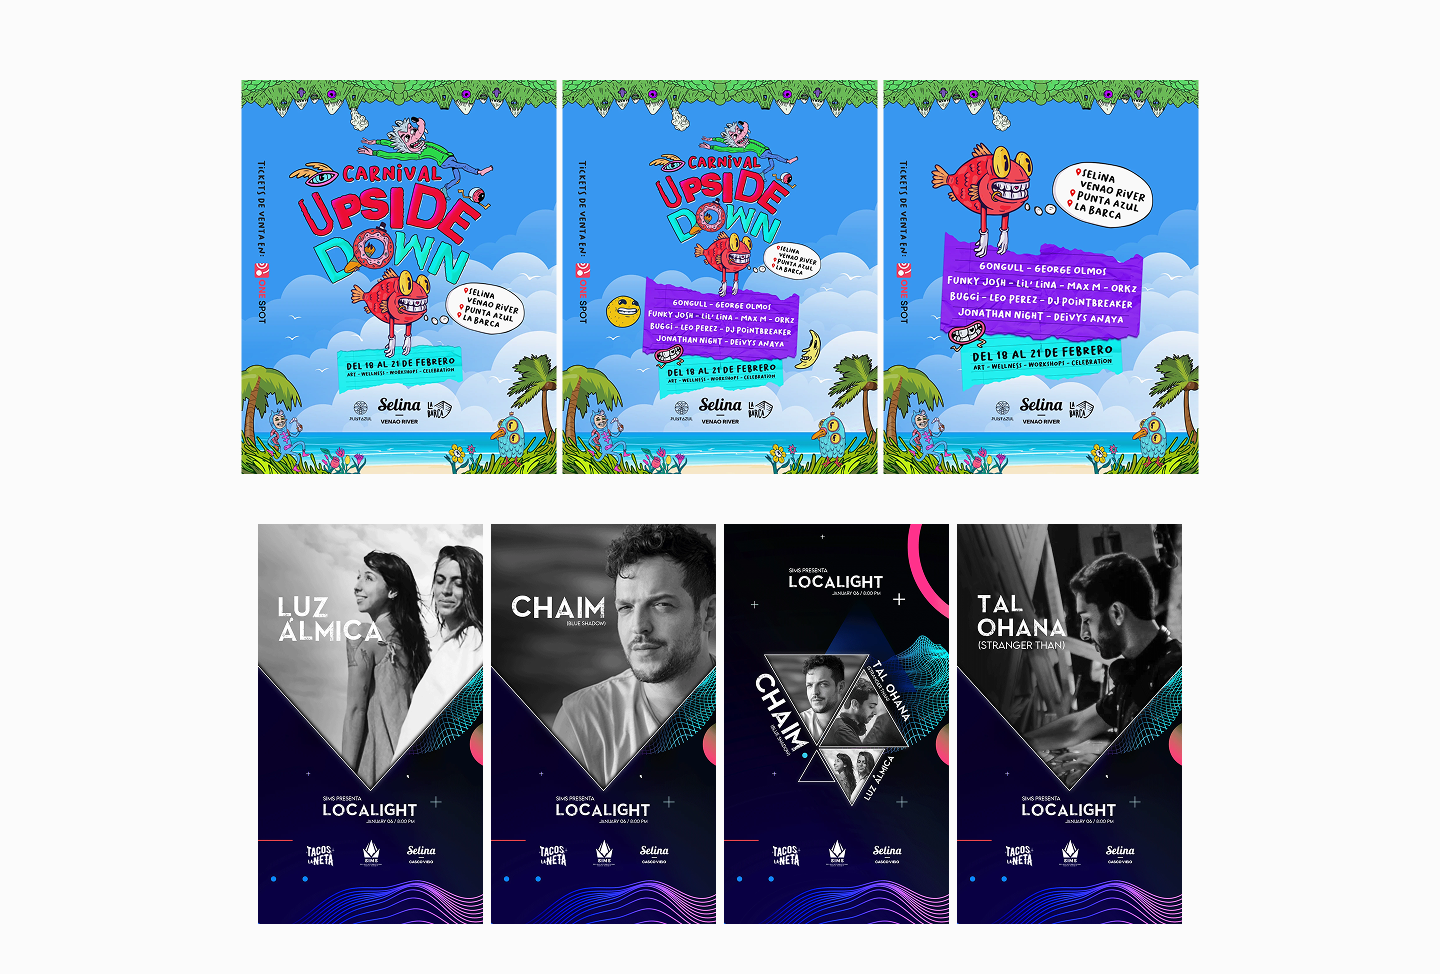 TICKETS DE VENTA EN:
ONE SPOT
CARNIVAL
UPSIDE
DOWN
SELINA
VENAO RIVER
PUNTA AZUL
LA BARCA
DEL 18 AL 21 DE FEBRERO
ART - WELLNESS - WORKSHOPS - CELEBRATION
PUNTAZUL
Selina
VENAO RIVER
LA
BARCA
TICKETS DE VENTA EN:
ONE SPOT
CARNIVAL
UPSIDE
DOWN
SELINA
VENAO RIVER
PUNTA AZUL
LA BARCA
GONGULL - GEORGE OLMOS
FUNKY JOSH - LIL' LINA - MAX M - ORKZ
BUGGI - LEO PEREZ - DJ POINTBREAKER
JONATHAN NIGHT - DEIVYS ANAYA
DEL 18 AL 21 DE FEBRERO
ART - WELLNESS - WORKSHOPS - CELEBRATION
PUNTAZUL
Selina
VENAO RIVER
LA
BARCA
TICKETS DE VENTA EN:
ONE SPOT
SELINA
VENAO RIVER
PUNTA AZUL
LA BARCA
GONGULL - GEORGE OLMOS
FUNKY JOSH - LIL' LINA - MAX M - ORKZ
BUGGI - LEO PEREZ - DJ POINTBREAKER
JONATHAN NIGHT - DEIVYS ANAYA
DEL 18 AL 21 DE FEBRERO
ART - WELLNESS - WORKSHOPS - CELEBRATION
PUNTAZUL
Selina
VENAO RIVER
LA
BARCA
LUZ
ÁLMICA
SIMS PRESENTA
LOCALIGHT
JANUARY 06 / 8:00 PM
TACOS
LA NETA
SIMS
Selina
CASCO VIEJO
CHAIM
(BLUE SHADOW)
SIMS PRESENTA
LOCALIGHT
JANUARY 06 / 8:00 PM
TACOS
LA NETA
SIMS
Selina
CASCO VIEJO
SIMS PRESENTA
LOCALIGHT
JANUARY 06 / 8:00 PM
CHAIM
(BLUE SHADOW)
TAL OHANA
(STRANGER THAN)
LUZ ÁLMICA
TACOS
LA NETA
SIMS
Selina
CASCO VIEJO
TAL
OHANA
(STRANGER THAN)
SIMS PRESENTA
LOCALIGHT
JANUARY 06 / 8:00 PM
TACOS
LA NETA
SIMS
Selina
CASCO VIEJO